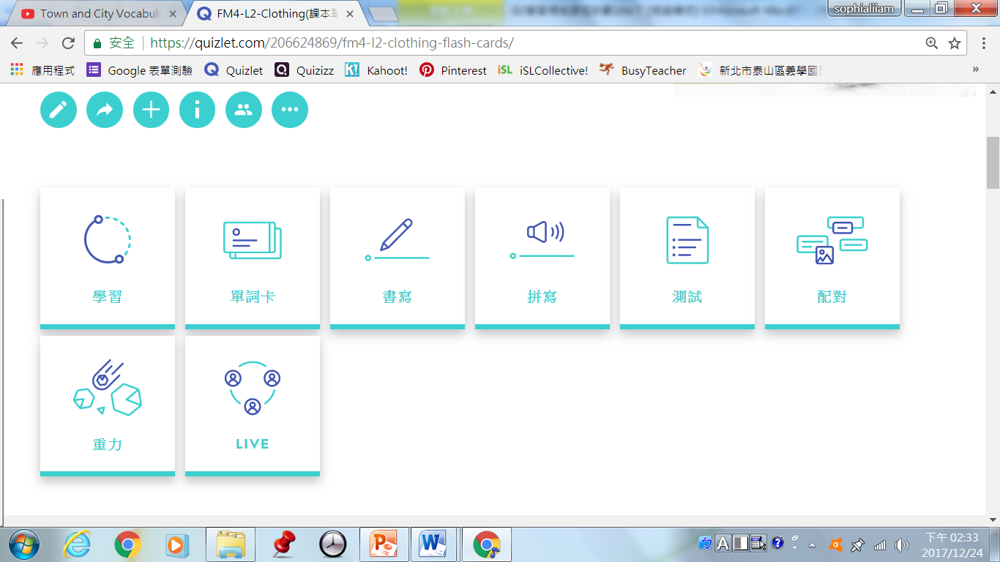 Town and City Vocabul
FM4-L2-Clothing(課本單
sophialiiam
安全
https://quizlet.com/206624869/fm4-l2-clothing-flash-cards/
應用程式
Google 表單測驗
Quizlet
Quizizz
Kahoot!
Pinterest
iSLCollective!
BusyTeacher
新北市泰山區義學國
學習
單詞卡
書寫
拼寫
測試
配對
重力
LIVE
下午 02:33
2017/12/24